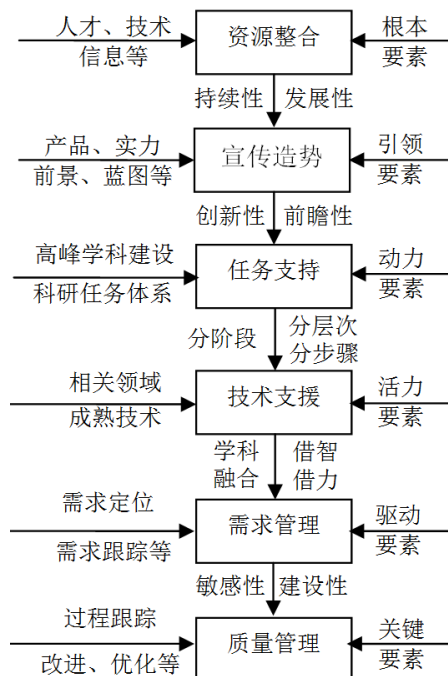 人才、技术
信息等
资源整合
根本
要素
持续性 发展性
产品、实力
前景、蓝图等
宣传造势
引领
要素
创新性 前瞻性
高峰学科建设
科研任务体系
任务支持
动力
要素
分阶段
分层次
分步骤
相关领域
成熟技术
技术支援
活力
要素
学科
融合
借智
借力
需求定位
需求跟踪等
需求管理
驱动
要素
敏感性 建设性
过程跟踪
改进、优化等
质量管理
关键
要素